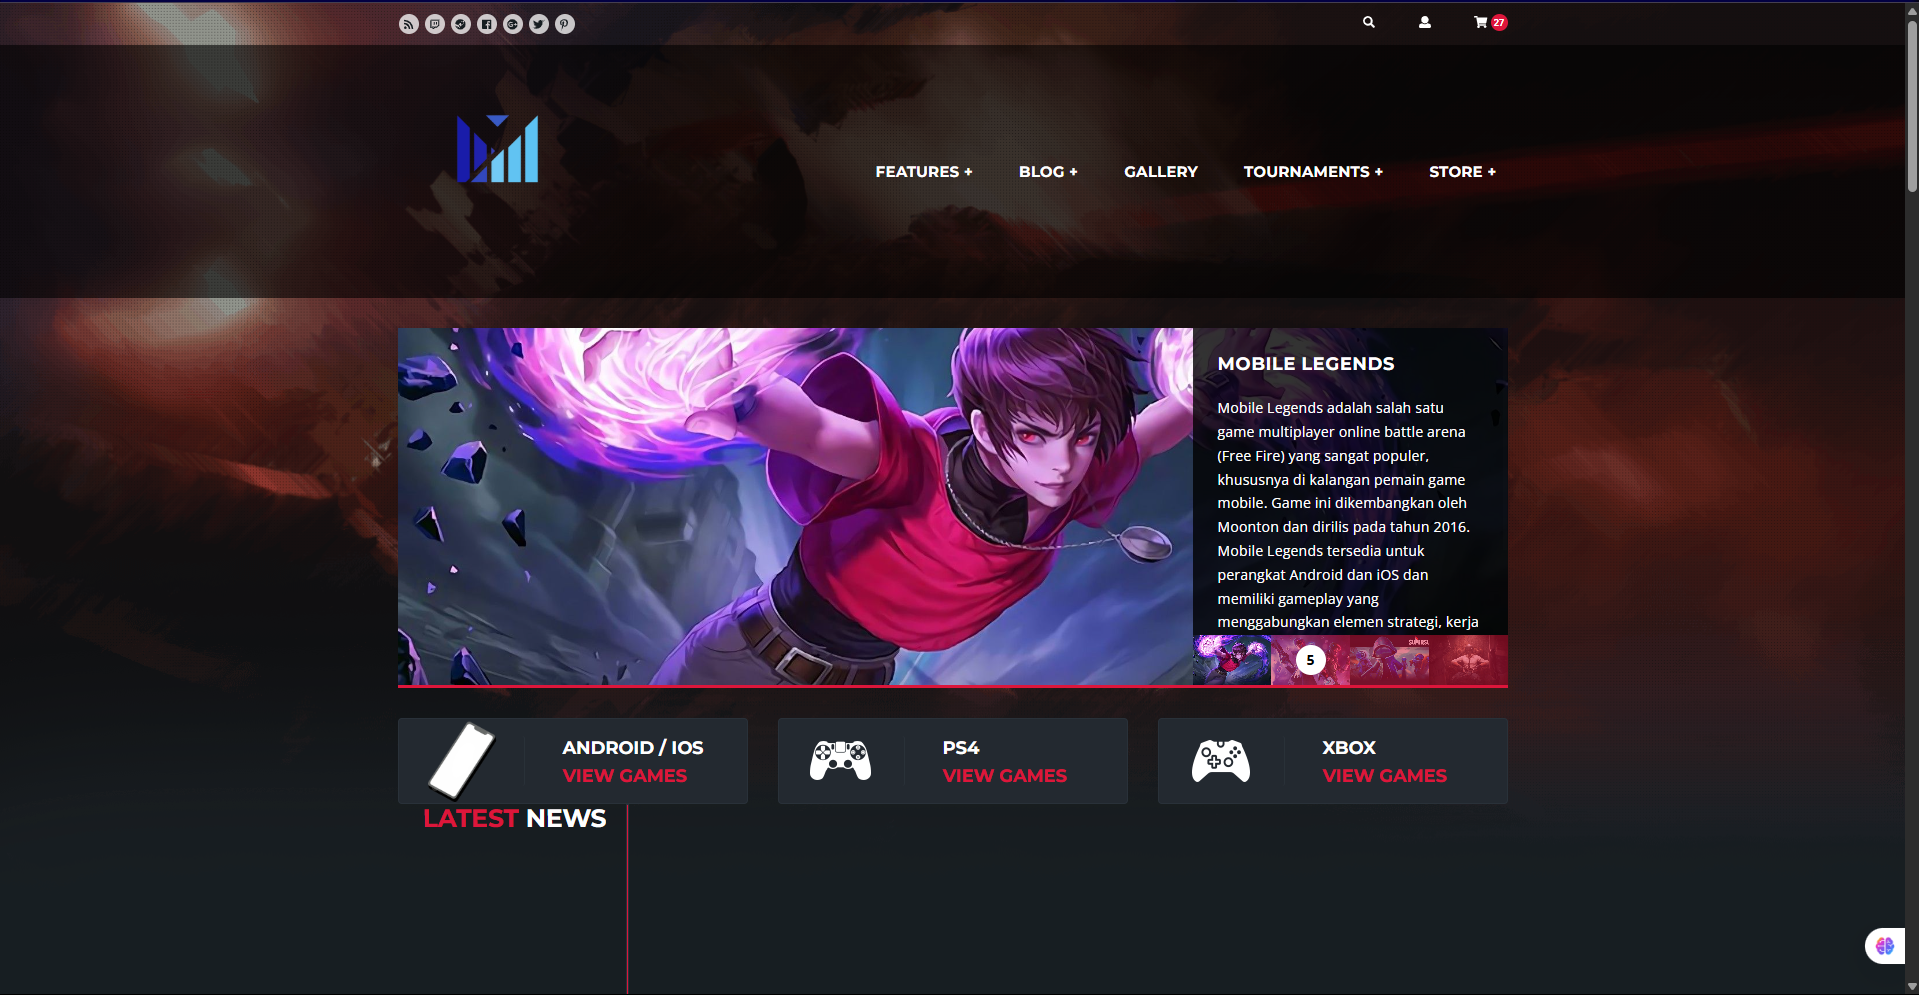 27
FEATURES +
BLOG +
GALLERY
TOURNAMENTS +
STORE +
MOBILE LEGENDS
Mobile Legends adalah salah satu
game multiplayer online battle arena
(Free Fire) yang sangat populer,
khususnya di kalangan pemain game
mobile. Game ini dikembangkan oleh
Moonton dan dirilis pada tahun 2016.
Mobile Legends tersedia untuk
perangkat Android dan iOS dan
memiliki gameplay yang
menggabungkan elemen strategi, kerja
5
ANDROID / IOS
VIEW GAMES
PS4
VIEW GAMES
XBOX
VIEW GAMES
LATEST NEWS